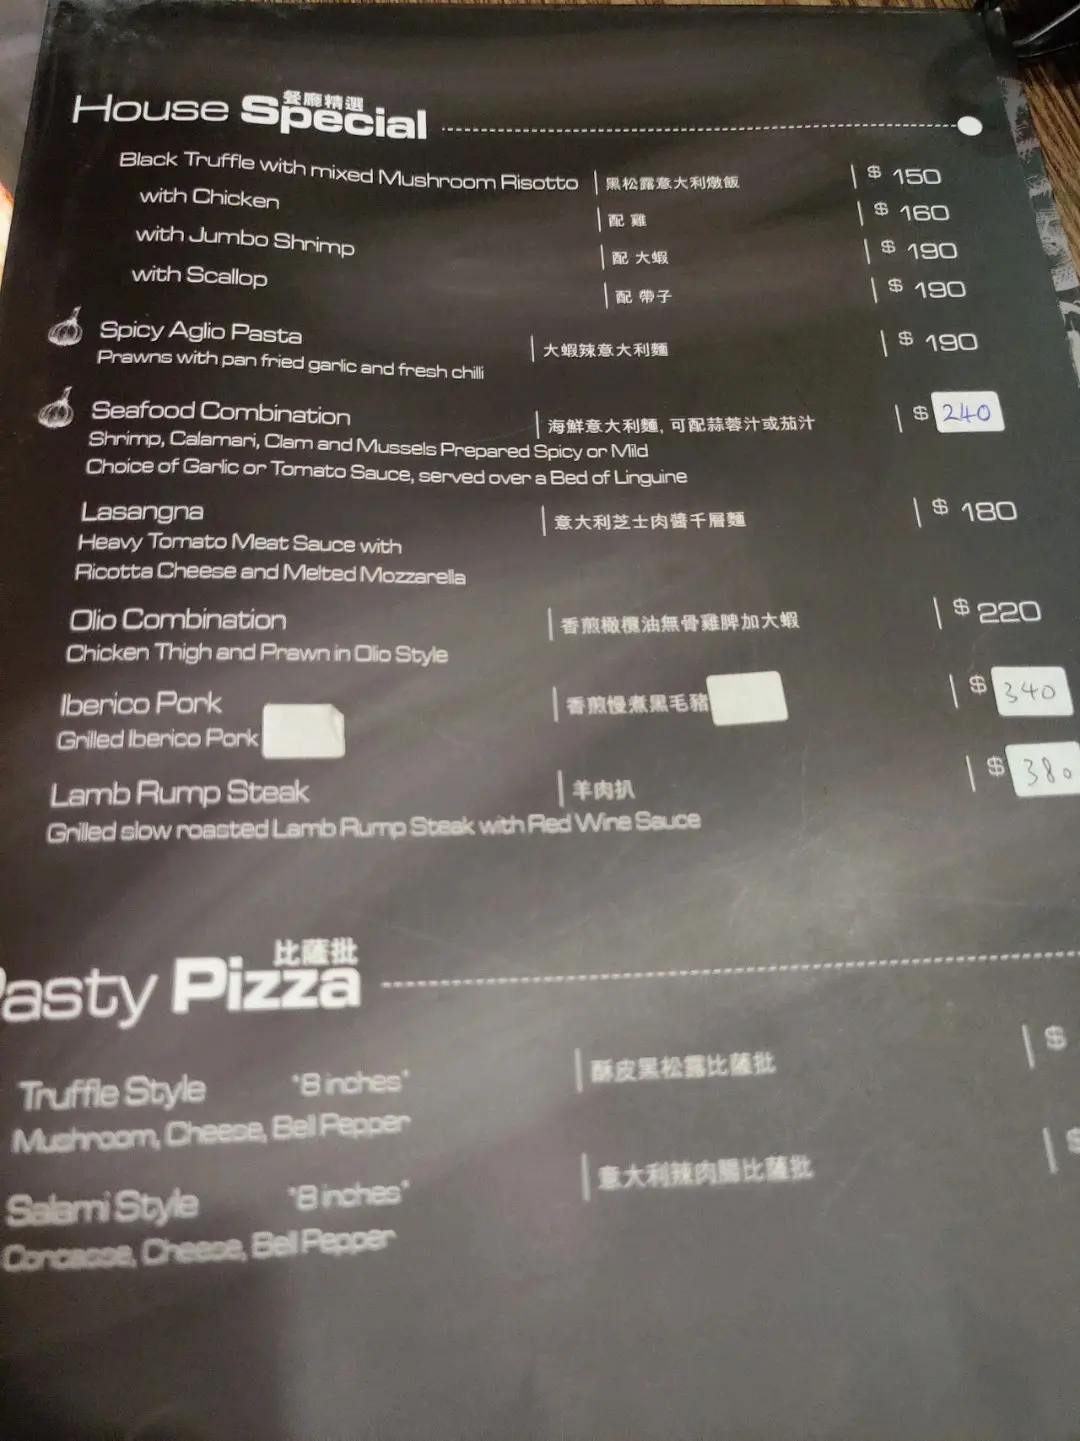 餐廳精選
House Special
Black Truffle with mixed Mushroom Risotto 黑松露意大利燉飯 $ 150
with Chicken 配 雞 $ 160
with Jumbo Shrimp 配 大蝦 $ 190
with Scallop 配 帶子 $ 190
Spicy Aglio Pasta 大蝦辣意大利麵 $ 190
Prawns with pan fried garlic and fresh chilli
Seafood Combination 海鮮意大利麵, 可配蒜蓉汁或茄汁 $ 240
Shrimp, Calamari, Clam and Mussels Prepared Spicy or Mild
Choice of Garlic or Tomato Sauce, served over a Bed of Linguine
Lasangna 意大利芝士肉醬千層麵 $ 180
Heavy Tomato Meat Sauce with
Ricotta Cheese and Melted Mozzarella
Olio Combination 香煎橄欖油無骨雞脾加大蝦 $ 220
Chicken Thigh and Prawn in Olio Style
Iberico Pork 香煎慢煮黑毛豬 $ 340
Grilled Iberico Pork
Lamb Rump Steak 羊肉扒 $ 380
Grilled slow roasted Lamb Rump Steak with Red Wine Sauce
比薩批
Pasty Pizza
Truffle Style "8 inches" 酥皮黑松露比薩批 $
Mushroom, Cheese, Bell Pepper
Salami Style "8 inches" 意大利辣肉腸比薩批 $
Concasse, Cheese, Bell Pepper